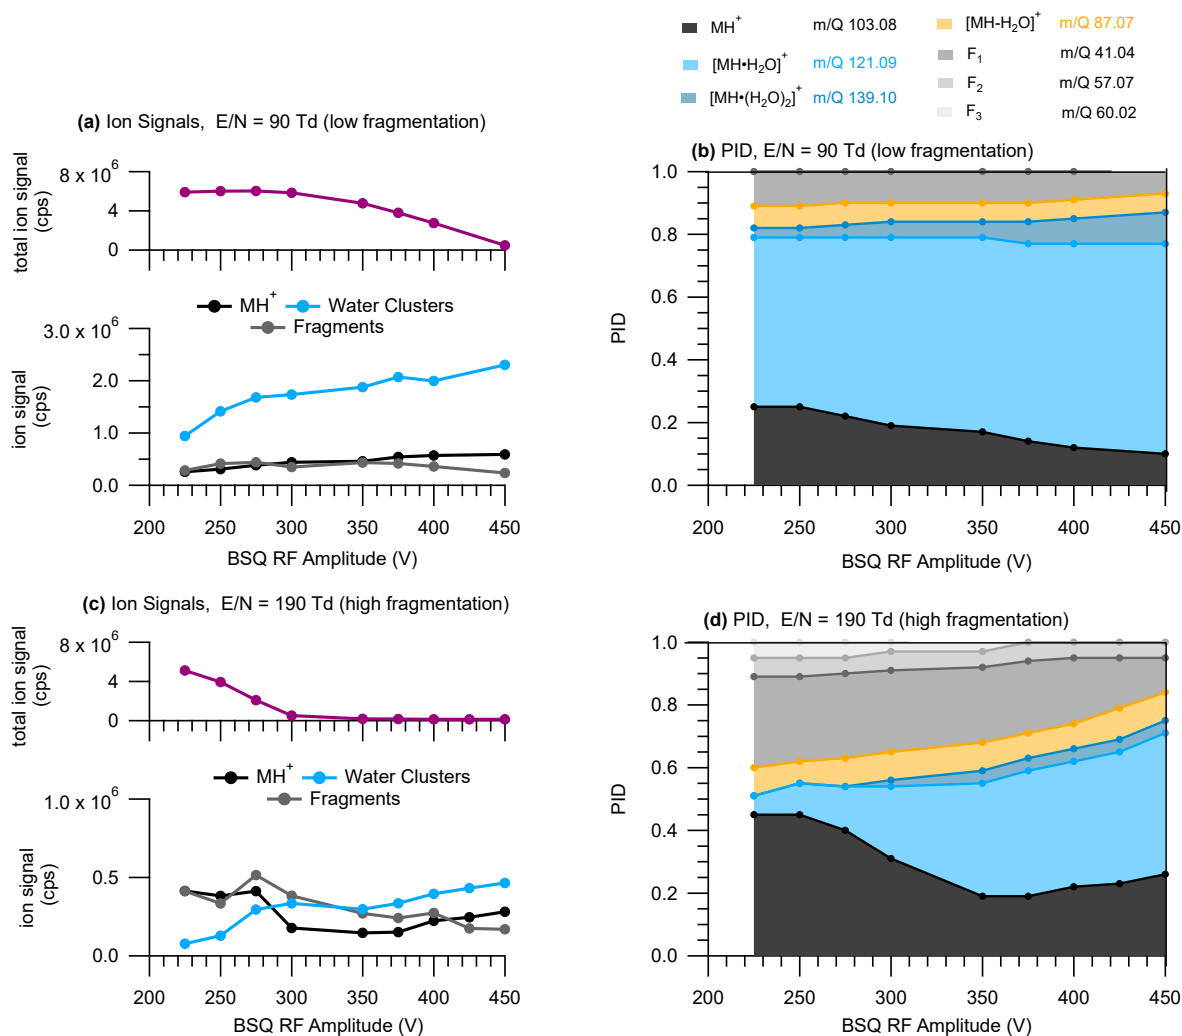 MH+ m/Q 103.08
[MH•H2O]+ m/Q 121.09
[MH•(H2O)2]+ m/Q 139.10
[MH-H2O]+ m/Q 87.07
F1 m/Q 41.04
F2 m/Q 57.07
F3 m/Q 60.02
(a) Ion Signals, E/N = 90 Td (low fragmentation)
total ion signal
(cps)
8 x 10^6
4
0
MH+ Water Clusters
Fragments
ion signal
(cps)
3.0 x 10^6
2.0
1.0
0.0
200 250 300 350 400 450
BSQ RF Amplitude (V)
(b) PID, E/N = 90 Td (low fragmentation)
PID
1.0
0.8
0.6
0.4
0.2
0.0
200 250 300 350 400 450
BSQ RF Amplitude (V)
(c) Ion Signals, E/N = 190 Td (high fragmentation)
total ion signal
(cps)
8 x 10^6
4
0
MH+ Water Clusters
Fragments
ion signal
(cps)
1.0 x 10^6
0.5
0.0
200 250 300 350 400 450
BSQ RF Amplitude (V)
(d) PID, E/N = 190 Td (high fragmentation)
PID
1.0
0.8
0.6
0.4
0.2
0.0
200 250 300 350 400 450
BSQ RF Amplitude (V)